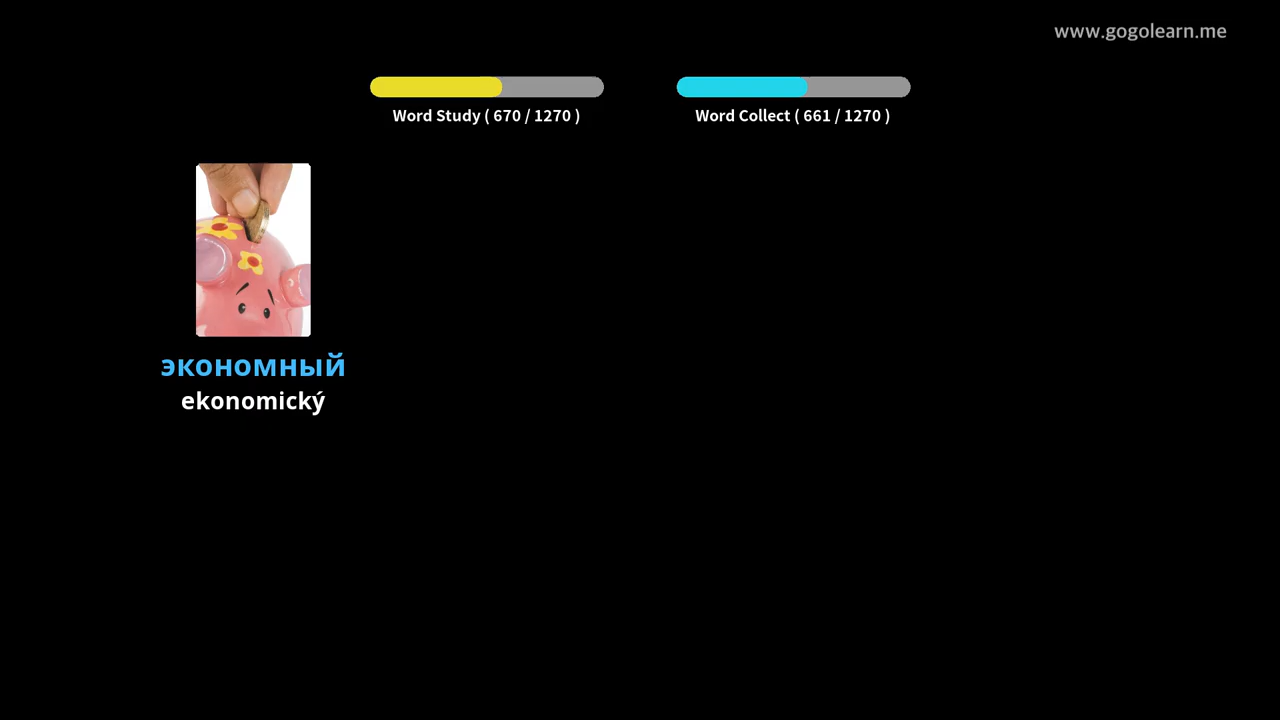 www.gogolearn.me
Word Study ( 670 / 1270 )
Word Collect ( 661 / 1270 )
экономный
ekonomický